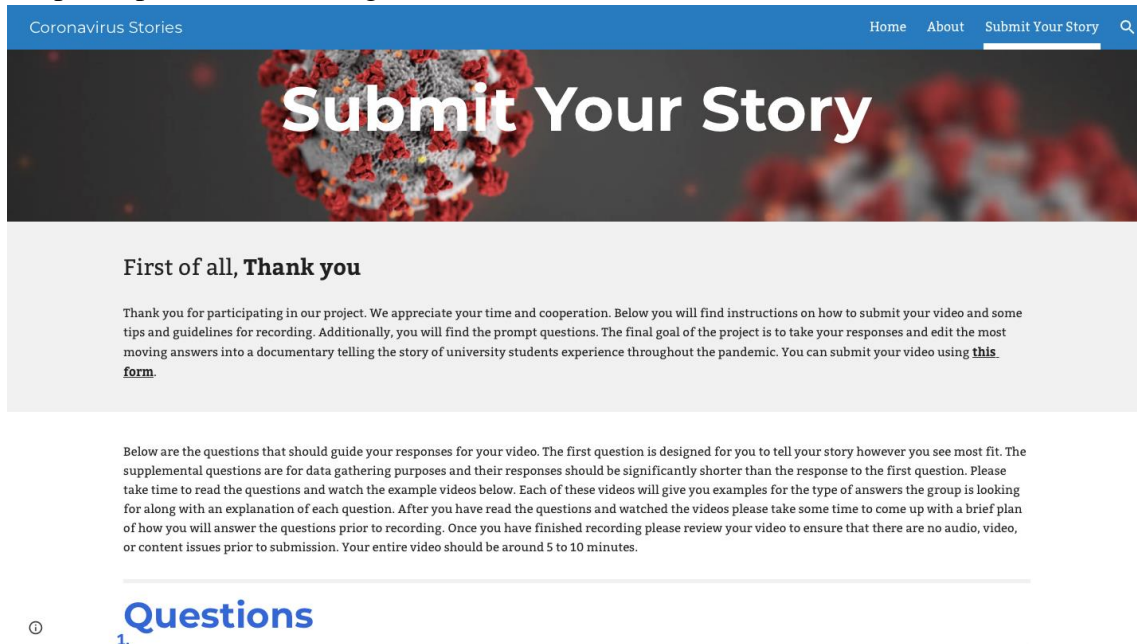 Coronavirus Stories
Home About Submit Your Story
Submit Your Story
First of all, Thank you
Thank you for participating in our project. We appreciate your time and cooperation. Below you will find instructions on how to submit your video and some
tips and guidelines for recording. Additionally, you will find the prompt questions. The final goal of the project is to take your responses and edit the most
moving answers into a documentary telling the story of university students experience throughout the pandemic. You can submit your video using this
form.
Below are the questions that should guide your responses for your video. The first question is designed for you to tell your story however you see most fit. The
supplemental questions are for data gathering purposes and their responses should be significantly shorter than the response to the first question. Please
take time to read the questions and watch the example videos below. Each of these videos will give you examples for the type of answers the group is looking
for along with an explanation of each question. After you have read the questions and watched the videos please take some time to come up with a brief plan
of how you will answer the questions prior to recording. Once you have finished recording please review your video to ensure that there are no audio, video,
or content issues prior to submission. Your entire video should be around 5 to 10 minutes.
Questions
1.